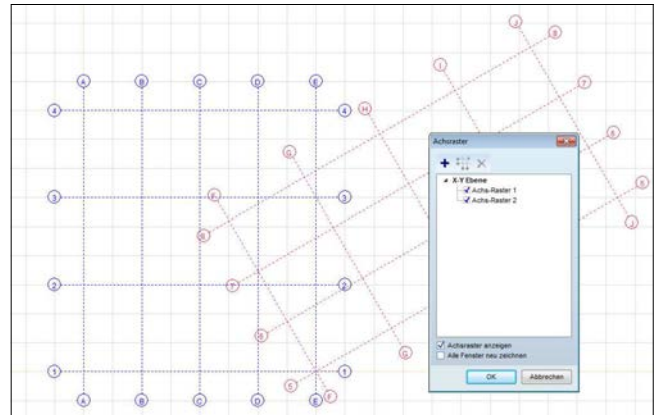 J
8
I
A
B
C
D
E
7
4
4
H
Achsraster
6
G
X-Y Ebene
Achs-Raster 1
5
F
3
3
Achs-Raster 2
J
8
2
7
2
6
Achsraster anzeigen
G
Alle Fenster neu zeichnen
1
1
5
OK
Abbrechen
F
A
B
C
D
E